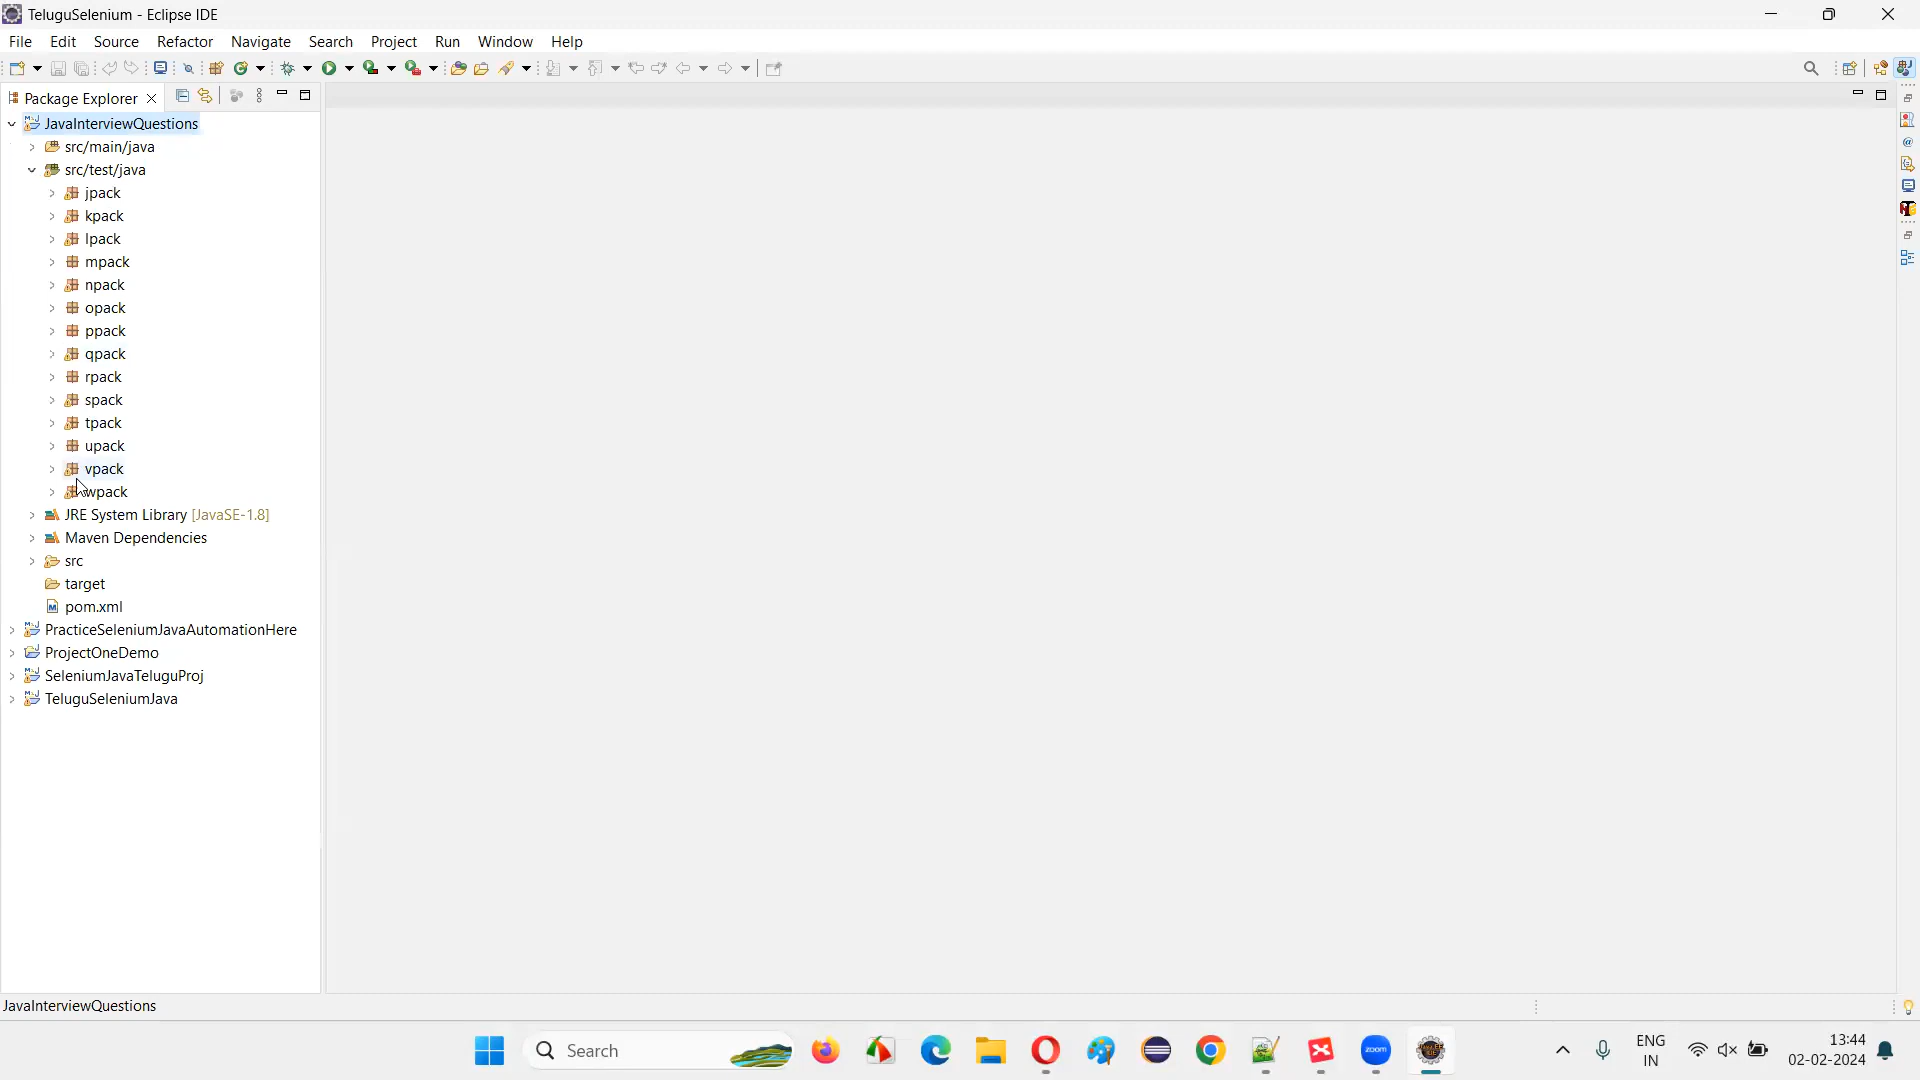 TeluguSelenium - Eclipse IDE
File Edit Source Refactor Navigate Search Project Run Window Help
Package Explorer
JavaInterviewQuestions
src/main/java
src/test/java
jpack
kpack
lpack
mpack
npack
opack
ppack
qpack
rpack
spack
tpack
upack
vpack
wpack
JRE System Library [JavaSE-1.8]
Maven Dependencies
src
target
pom.xml
PracticeSeleniumJavaAutomationHere
ProjectOneDemo
SeleniumJavaTeluguProj
TeluguSeleniumJava
JavaInterviewQuestions
Search
zoom
ENG
IN
13:44
02-02-2024